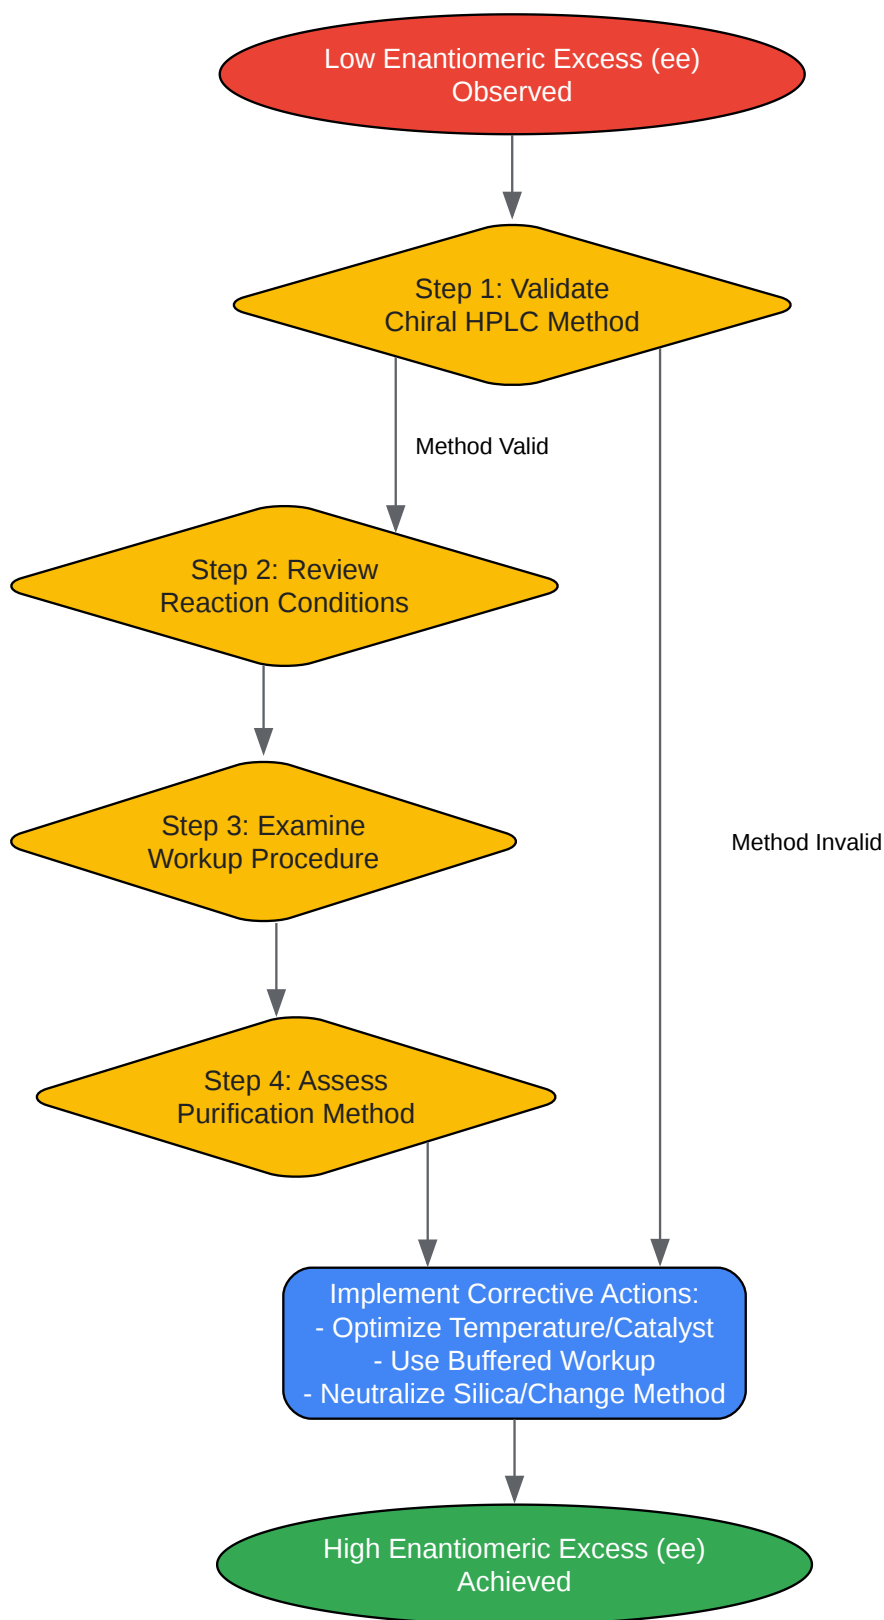 Low Enantiomeric Excess (ee)
Observed
Step 1: Validate
Chiral HPLC Method
Method Valid
Step 2: Review
Reaction Conditions
Step 3: Examine
Workup Procedure
Method Invalid
Step 4: Assess
Purification Method
Implement Corrective Actions:
- Optimize Temperature/Catalyst
- Use Buffered Workup
- Neutralize Silica/Change Method
High Enantiomeric Excess (ee)
Achieved